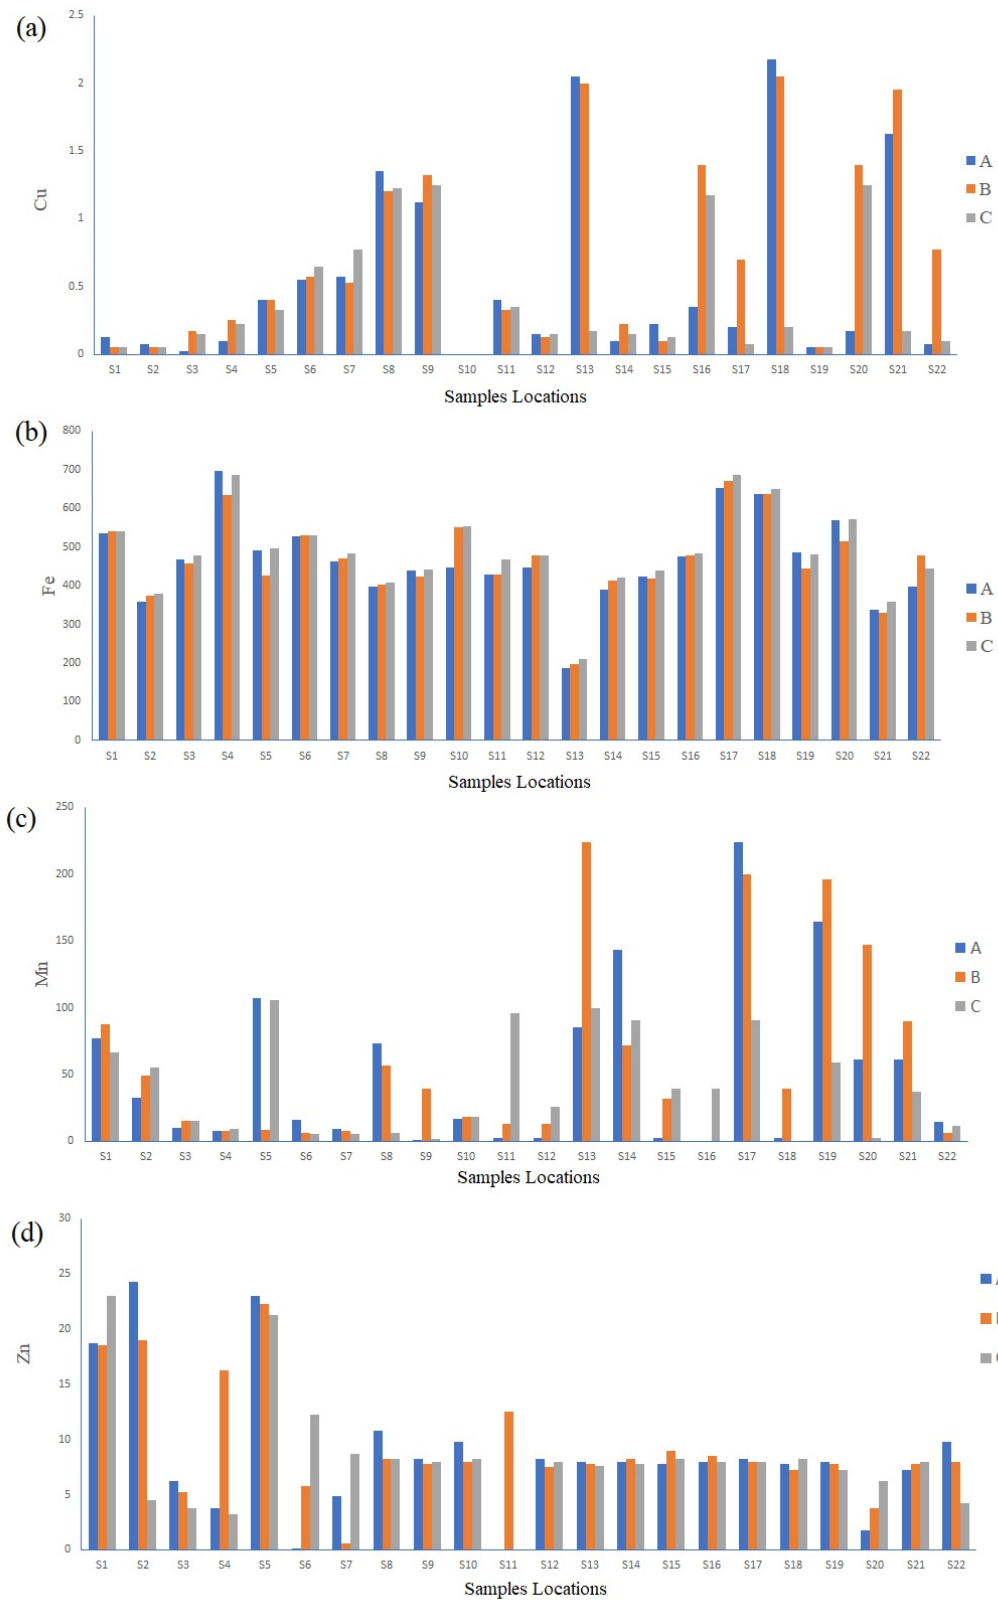 (a)
2.5
2
1.5
1
0.5
0
Cu
S1 S2 S3 S4 S5 S6 S7 S8 S9 S10 S11 S12 S13 S14 S15 S16 S17 S18 S19 S20 S21 S22
Samples Locations
A
B
C
(b)
800
700
600
500
400
300
200
100
0
Fe
S1 S2 S3 S4 S5 S6 S7 S8 S9 S10 S11 S12 S13 S14 S15 S16 S17 S18 S19 S20 S21 S22
Samples Locations
A
B
C
(c)
250
200
150
100
50
0
Mn
S1 S2 S3 S4 S5 S6 S7 S8 S9 S10 S11 S12 S13 S14 S15 S16 S17 S18 S19 S20 S21 S22
Samples Locations
A
B
C
(d)
30
25
20
15
10
5
0
Zn
S1 S2 S3 S4 S5 S6 S7 S8 S9 S10 S11 S12 S13 S14 S15 S16 S17 S18 S19 S20 S21 S22
Samples Locations